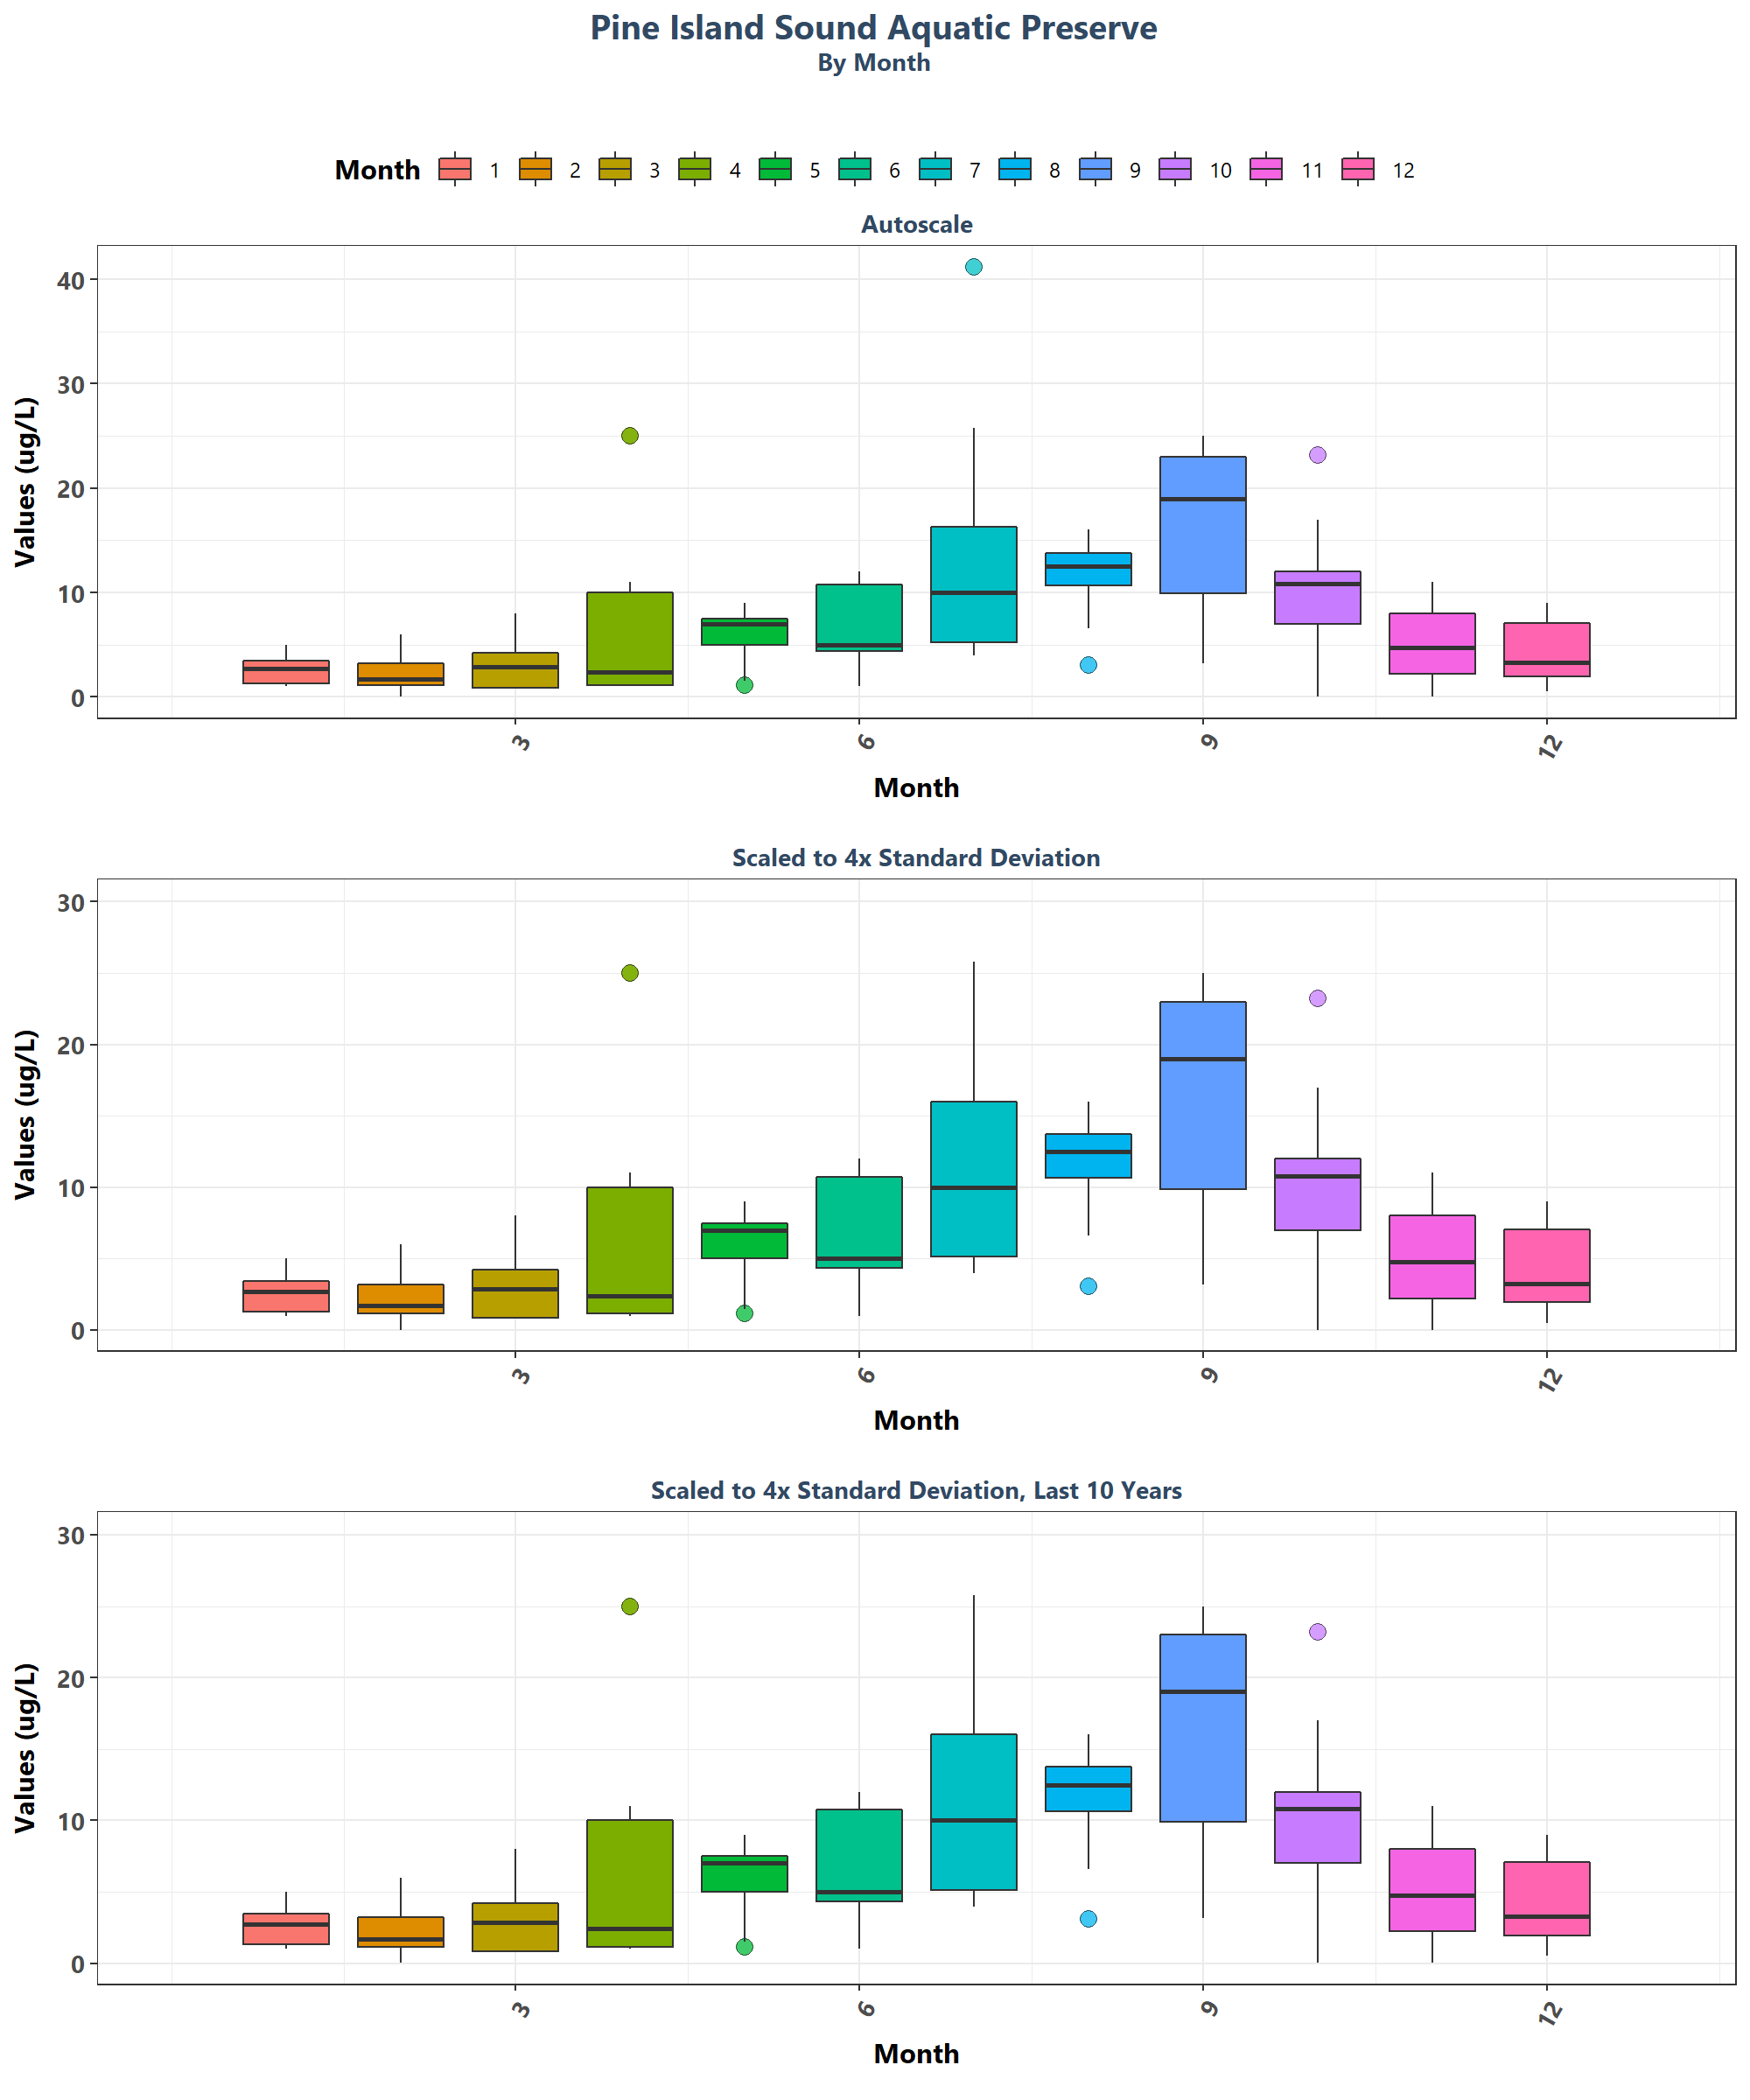 Pine Island Sound Aquatic Preserve
By Month
Month 1 2 3 4 5 6 7 8 9 10 11 12
Autoscale
Values (ug/L)
40
30
20
10
0
3 6 9 12
Month
Scaled to 4x Standard Deviation
Values (ug/L)
30
20
10
0
3 6 9 12
Month
Scaled to 4x Standard Deviation, Last 10 Years
Values (ug/L)
30
20
10
0
3 6 9 12
Month